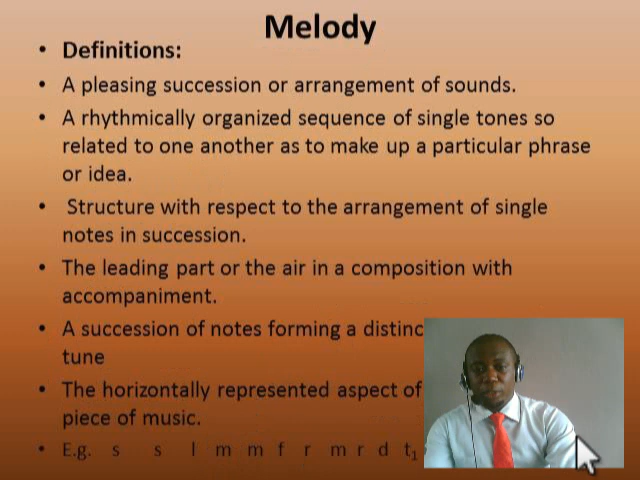 Melody
• Definitions:
• A pleasing succession or arrangement of sounds.
• A rhythmically organized sequence of single tones so
related to one another as to make up a particular phrase
or idea.
• Structure with respect to the arrangement of single
notes in succession.
• The leading part or the air in a composition with
accompaniment.
• A succession of notes forming a distinc
tune
• The horizontally represented aspect of
piece of music.
• E.g. s s l m m f r m r d t₁